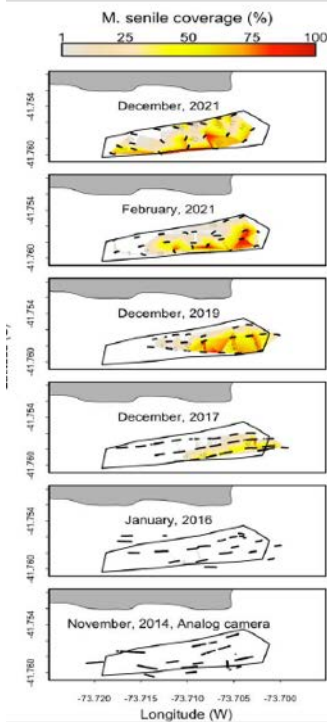 M. senile coverage (%)
1 25 50 75 100
December, 2021
-41.754
-41.760
February, 2021
-41.754
-41.760
December, 2019
-41.754
-41.760
December, 2017
-41.754
-41.760
January, 2016
-41.754
-41.760
November, 2014, Analog camera
-41.754
-41.760
-73.720 -73.715 -73.710 -73.705 -73.700
Longitude (W)